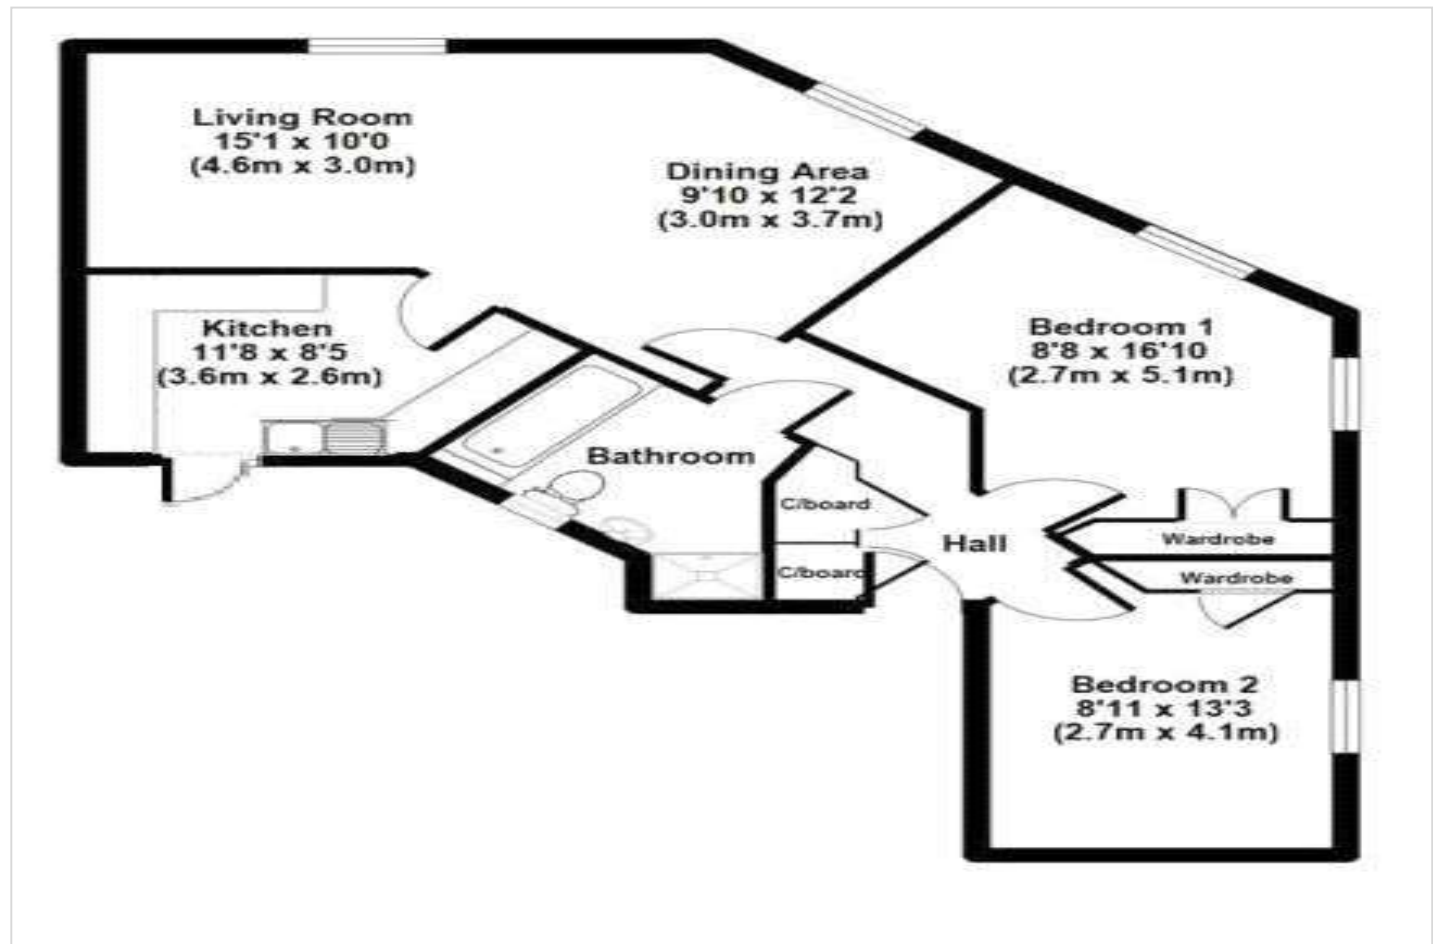 Living Room
15'1 x 10'0
(4.6m x 3.0m)
Dining Area
9'10 x 12'2
(3.0m x 3.7m)
Kitchen
11'8 x 8'5
(3.6m x 2.6m)
Bedroom 1
8'8 x 16'10
(2.7m x 5.1m)
Bathroom
C/board
Hall
Wardrobe
C/board
Wardrobe
Bedroom 2
8'11 x 13'3
(2.7m x 4.1m)